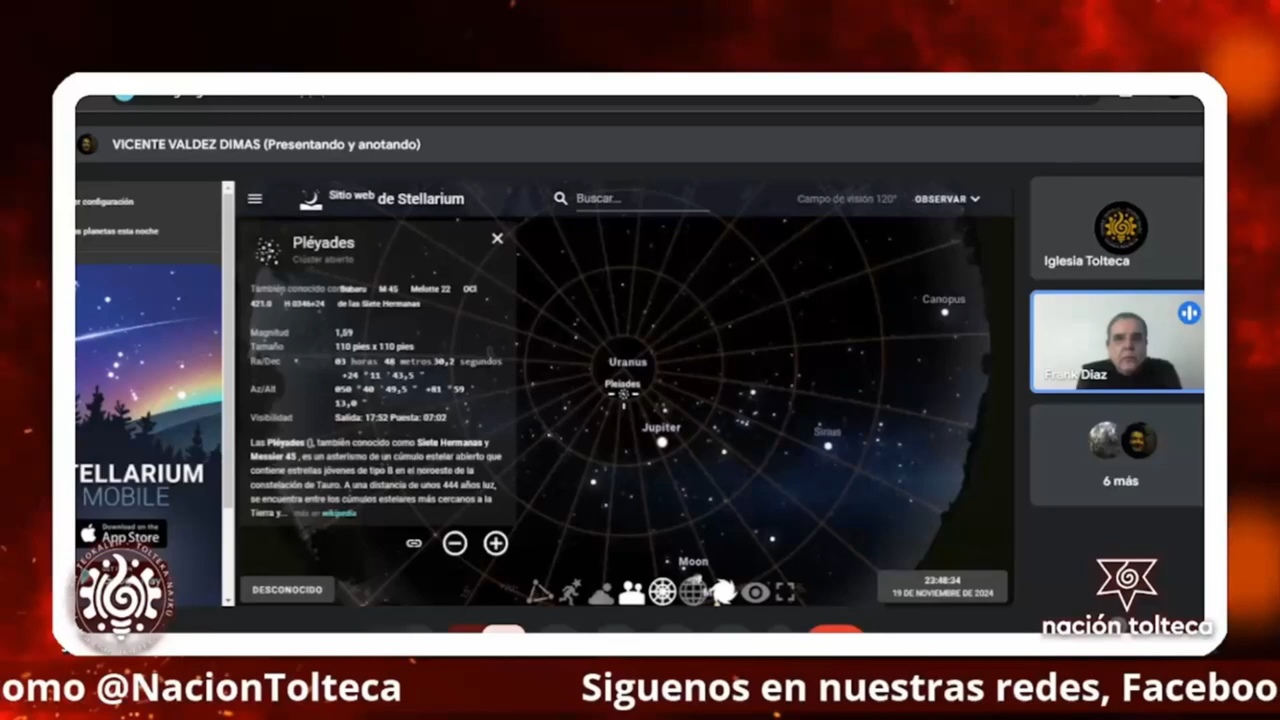 VICENTE VALDEZ DIMAS (Presentando y anotando)
r configuración
s planetas esta noche
Sitio web de Stellarium
Buscar...
Campo de visión 120°
OBSERVAR
Pléyades
Clúster abierto
También conocido como Subaru M 45 Melotte 22 OCl
421.0 H 0346+24 de las Siete Hermanas
Magnitud 1,59
Tamaño 110 pies x 110 pies
Ra/Dec 03 horas 48 metros 30,2 segundos
+24 °11 '43,5 "
Az/Alt 050 °40 '49,5 " +81 °59
13,0 "
Visibilidad Salida: 17:52 Puesta: 07:02
Las Pléyades (), también conocido como Siete Hermanas y
Messier 45 , es un asterismo de un cúmulo estelar abierto que
contiene estrellas jóvenes de tipo B en el noroeste de la
constelación de Tauro. A una distancia de unos 444 años luz,
se encuentra entre los cúmulos estelares más cercanos a la
Tierra y... más en wikipedia
DESCONOCIDO
Uranus
Pleiades
Jupiter
Canopus
Sirius
Moon
23:48:34
19 DE NOVIEMBRE DE 2024
TELLARIUM
MOBILE
Download on the
App Store
Iglesia Tolteca
Frank Diaz
6 más
nación tolteca
omo @NacionTolteca
Siguenos en nuestras redes, Faceboo